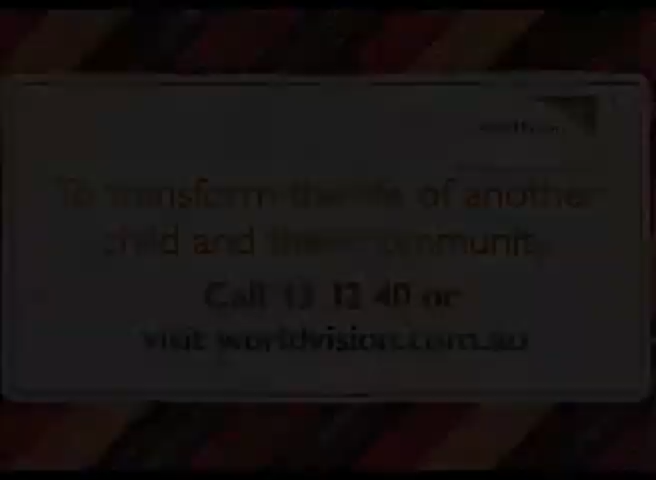 To transform the life of another
child and their community
Call 13 32 40 or
visit worldvision.com.au